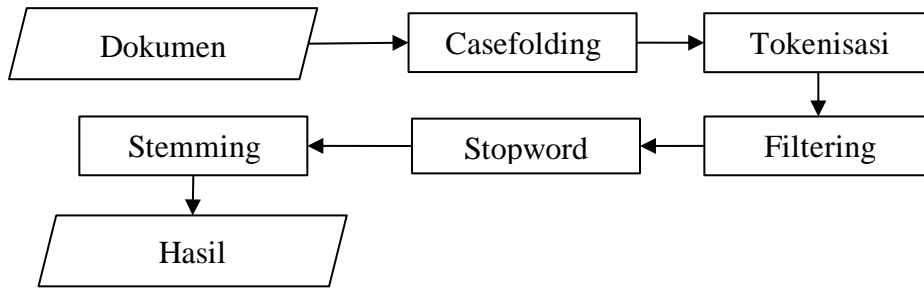 Dokumen
Casefolding
Tokenisasi
Filtering
Stopword
Stemming
Hasil